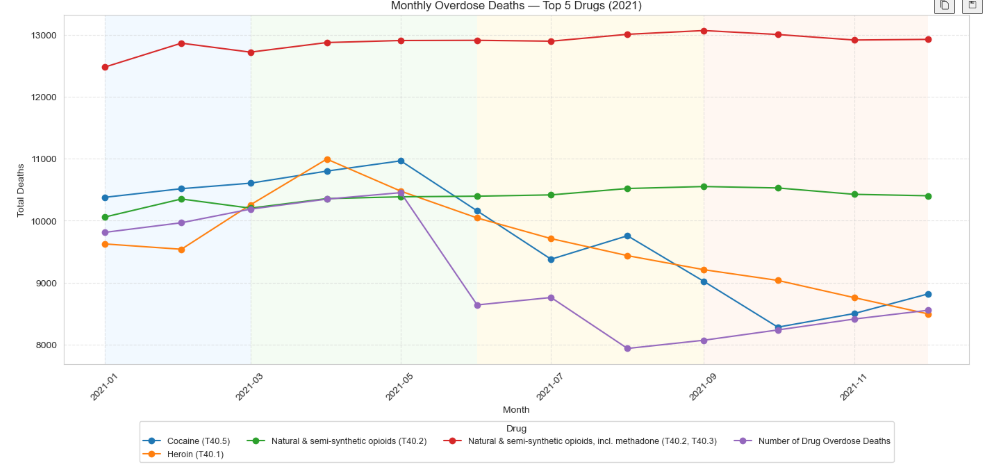 Monthly Overdose Deaths — Top 5 Drugs (2021)
13000
12000
11000
10000
9000
8000
Total Deaths
2021-01
2021-03
2021-05
2021-07
2021-09
2021-11
Month
Drug
Cocaine (T40.5)
Natural & semi-synthetic opioids (T40.2)
Natural & semi-synthetic opioids, incl. methadone (T40.2, T40.3)
Number of Drug Overdose Deaths
Heroin (T40.1)